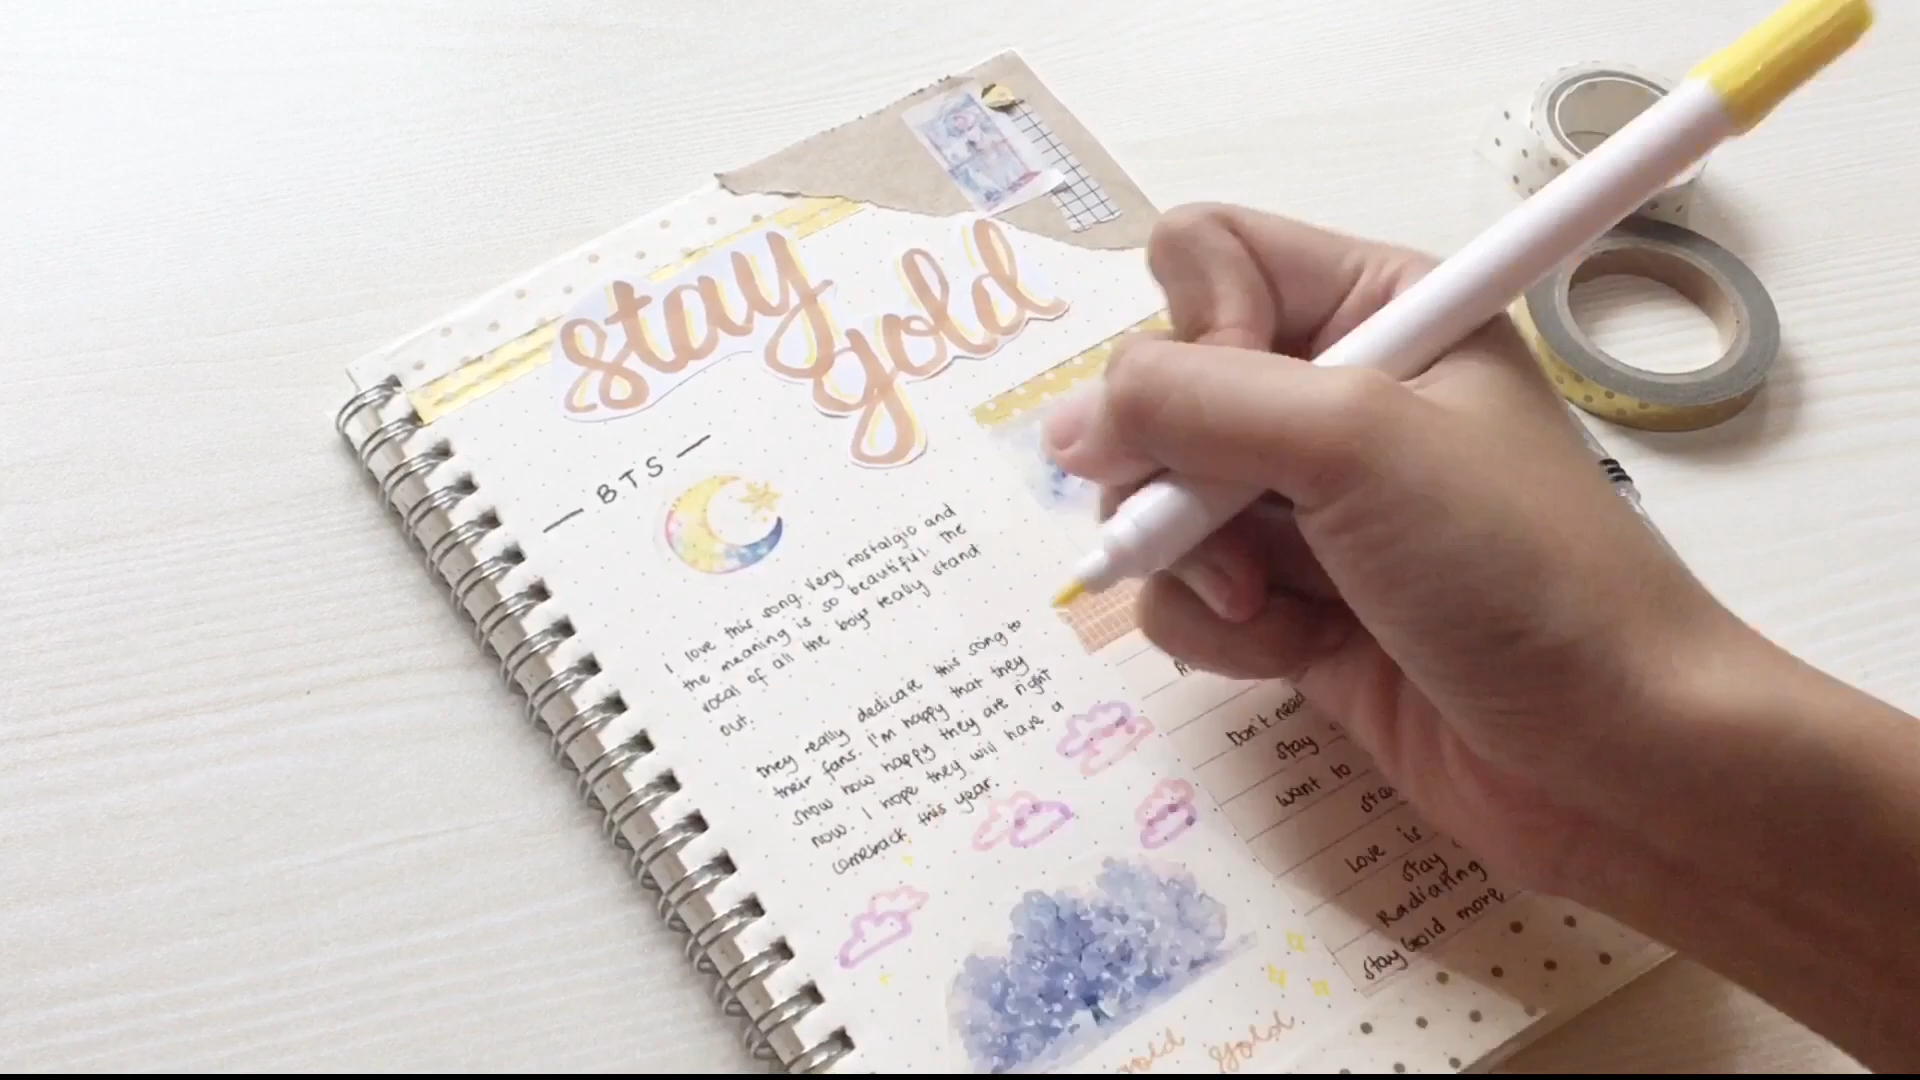 stay
gold
BTS
I love this song. Very nostalgic and
the meaning is so beautiful. The
vocal of all the boys really stand
out.
they really dedicate this song to
their fans. I'm happy that they
show how happy they are right
now. I hope they will have a
comeback this year.
Don't need
stay
want to
Love is
stay
Radiating
stay Gold more
gold